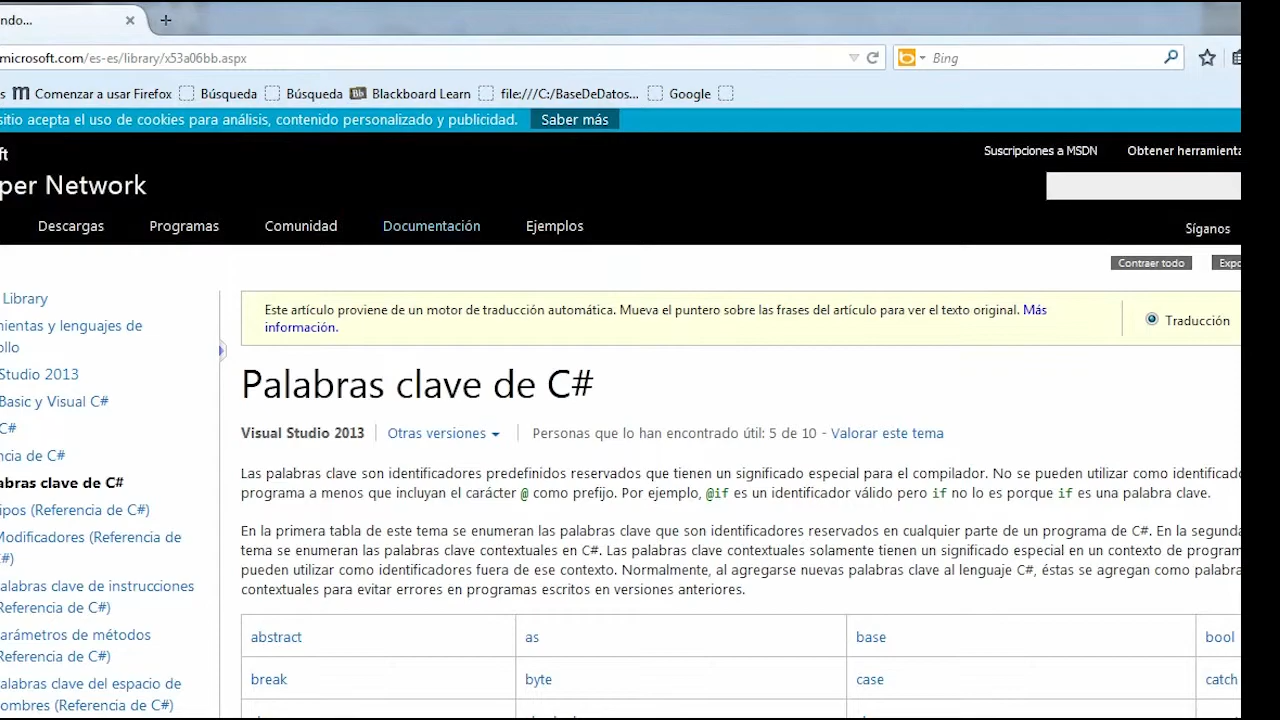 ndo...
microsoft.com/es-es/library/x53a06bb.aspx
Bing
s m Comenzar a usar Firefox Búsqueda Búsqueda Bb Blackboard Learn file:///C:/BaseDeDatos... Google
sitio acepta el uso de cookies para análisis, contenido personalizado y publicidad. Saber más
ft
Suscripciones a MSDN Obtener herramienta
per Network
Descargas Programas Comunidad Documentación Ejemplos
Síganos
Contraer todo Expo
Library
mientas y lenguajes de
ollo
Studio 2013
Basic y Visual C#
C#
ncia de C#
abras clave de C#
ipos (Referencia de C#)
Modificadores (Referencia de
C#)
alabras clave de instrucciones
Referencia de C#)
arámetros de métodos
Referencia de C#)
alabras clave del espacio de
ombres (Referencia de C#)
Este artículo proviene de un motor de traducción automática. Mueva el puntero sobre las frases del artículo para ver el texto original. Más
información.
Traducción
Palabras clave de C#
Visual Studio 2013 Otras versiones Personas que lo han encontrado útil: 5 de 10 - Valorar este tema
Las palabras clave son identificadores predefinidos reservados que tienen un significado especial para el compilador. No se pueden utilizar como identificado
programa a menos que incluyan el carácter @ como prefijo. Por ejemplo, @if es un identificador válido pero if no lo es porque if es una palabra clave.
En la primera tabla de este tema se enumeran las palabras clave que son identificadores reservados en cualquier parte de un programa de C#. En la segunda
tema se enumeran las palabras clave contextuales en C#. Las palabras clave contextuales solamente tienen un significado especial en un contexto de program
pueden utilizar como identificadores fuera de ese contexto. Normalmente, al agregarse nuevas palabras clave al lenguaje C#, éstas se agregan como palabra
contextuales para evitar errores en programas escritos en versiones anteriores.
abstract as base bool
break byte case catch